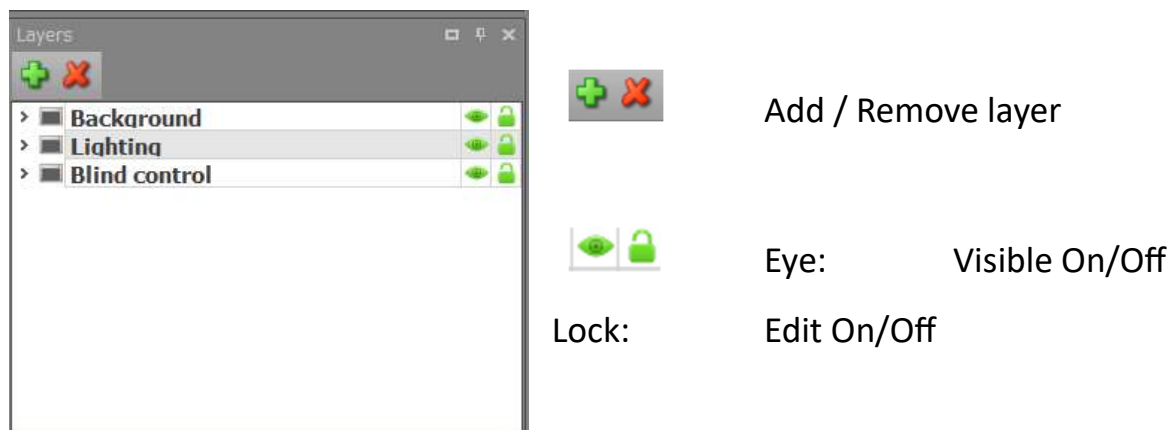 Layers
Background
Lighting
Blind control
Add / Remove layer
Eye: Visible On/Off
Lock: Edit On/Off